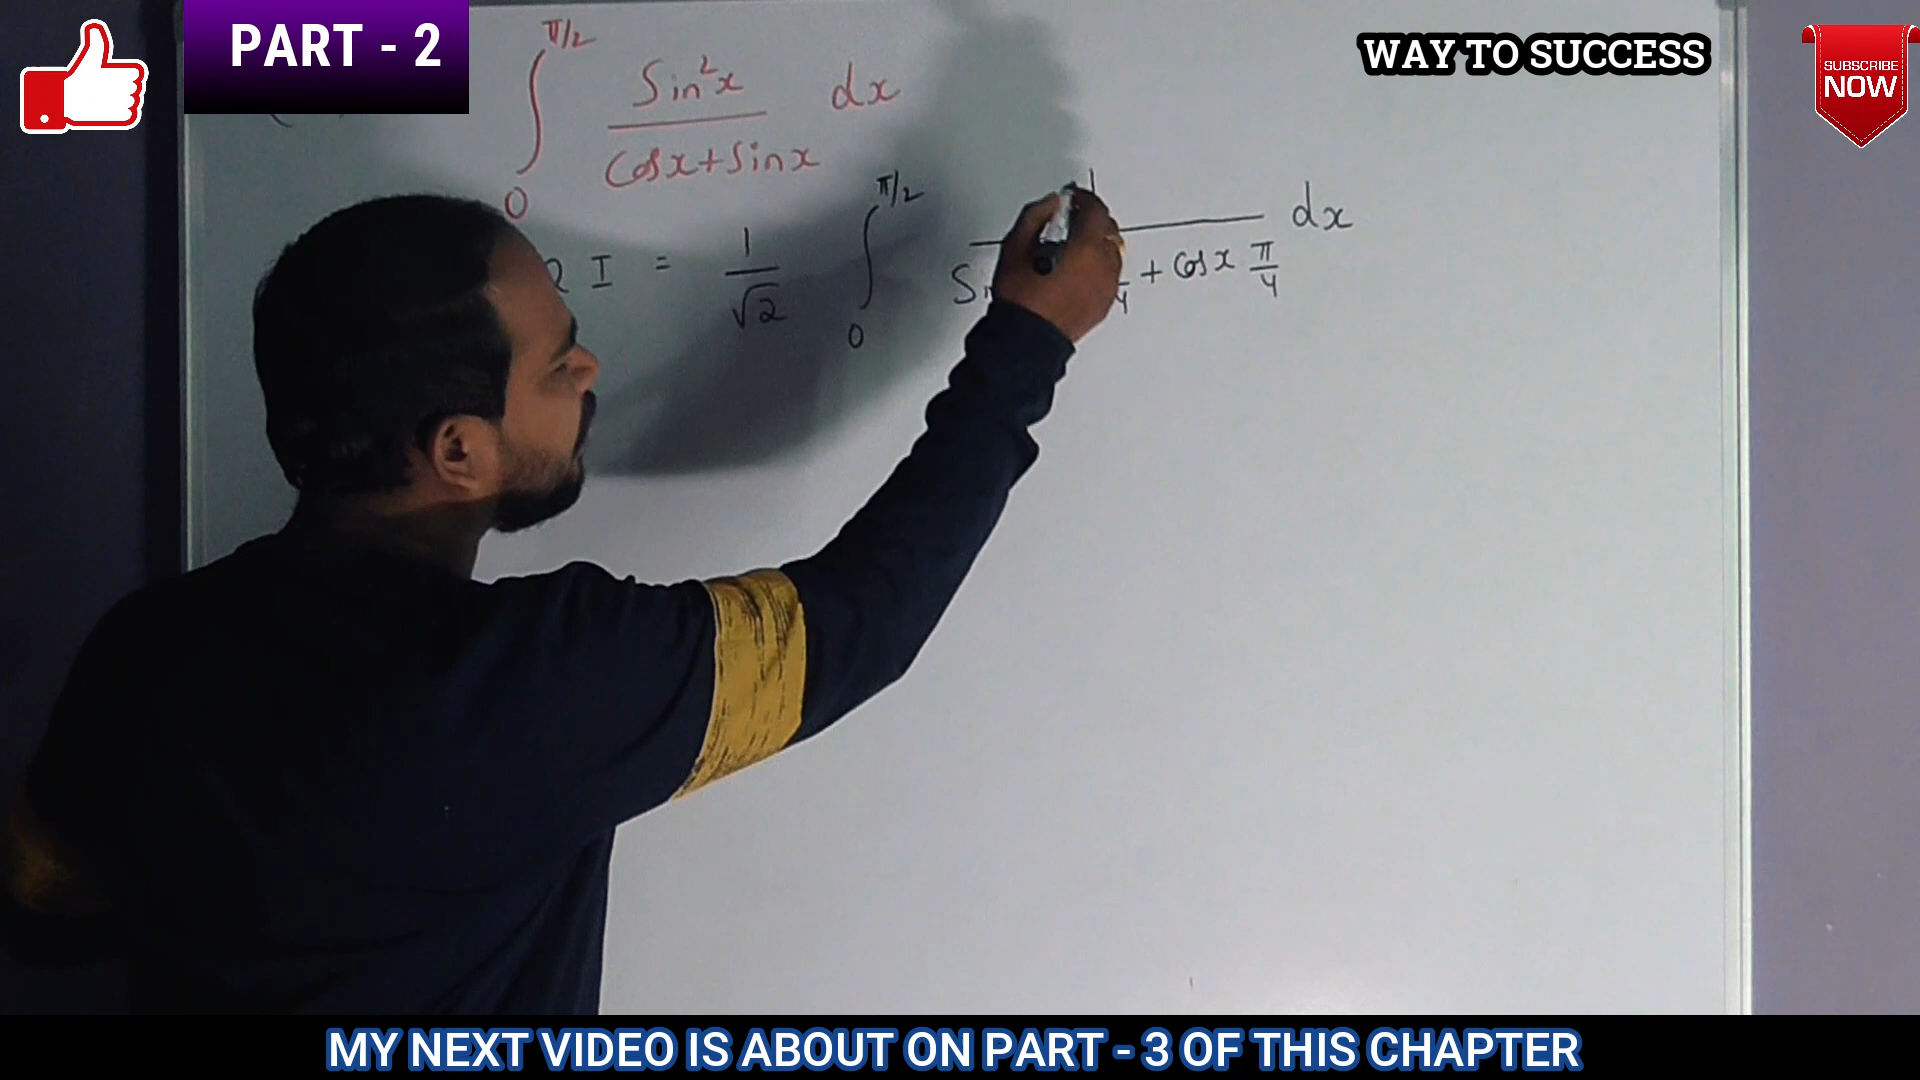 PART - 2
WAY TO SUCCESS
SUBSCRIBE
NOW
∫₀^π/2 Sin²x / Cosx+Sinx dx
2 I = 1/√2 ∫₀^π/2 1 / + Cosx π/4 dx
MY NEXT VIDEO IS ABOUT ON PART - 3 OF THIS CHAPTER